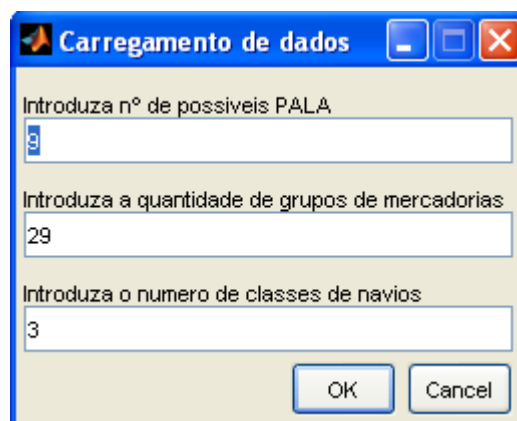 Carregamento de dados
Introduza nº de possiveis PALA
9
Introduza a quantidade de grupos de mercadorias
29
Introduza o numero de classes de navios
3
OK Cancel